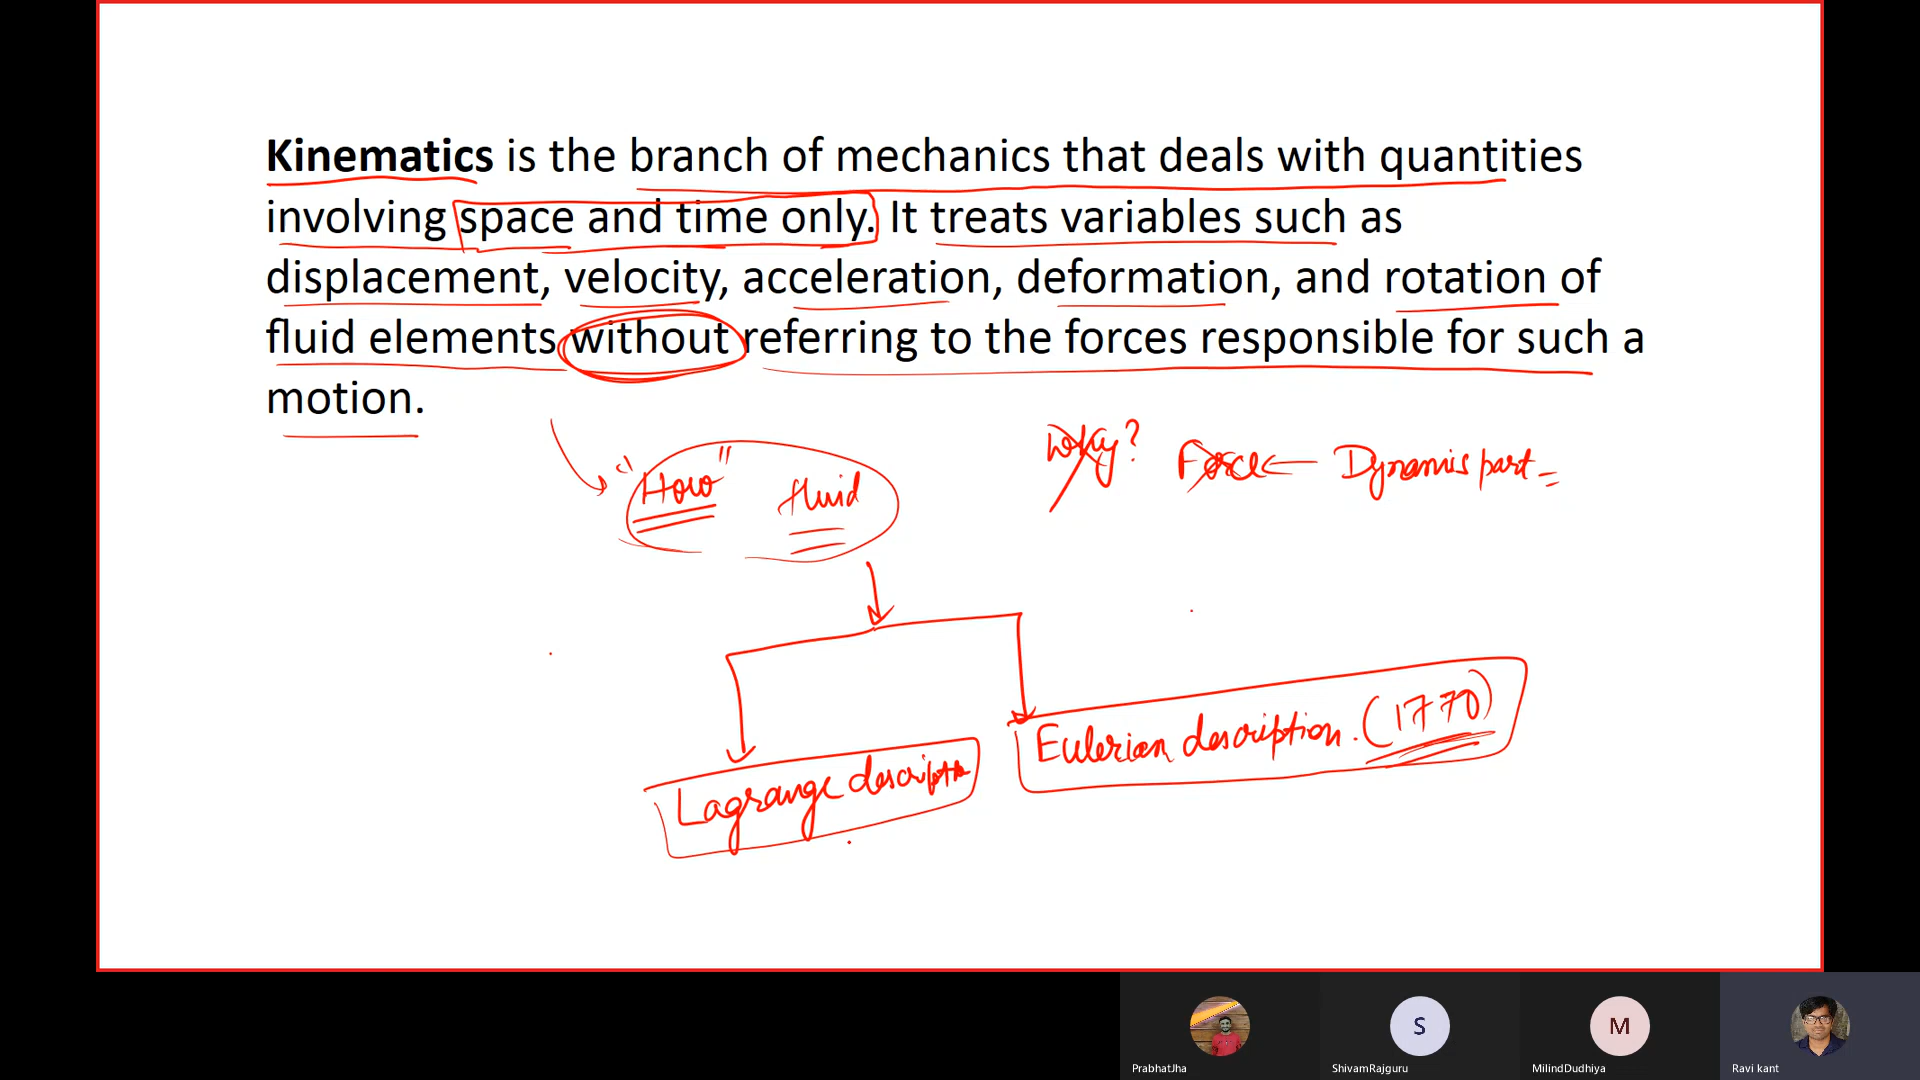 Kinematics is the branch of mechanics that deals with quantities
involving space and time only. It treats variables such as
displacement, velocity, acceleration, deformation, and rotation of
fluid elements without referring to the forces responsible for such a
motion.
Why? Force ← Dynamis part =
"How" fluid
Eulerian description. (1770)
Lagrange
PrabhatJha
S
ShivamRajguru
M
MilindDudhiya
Ravi kant